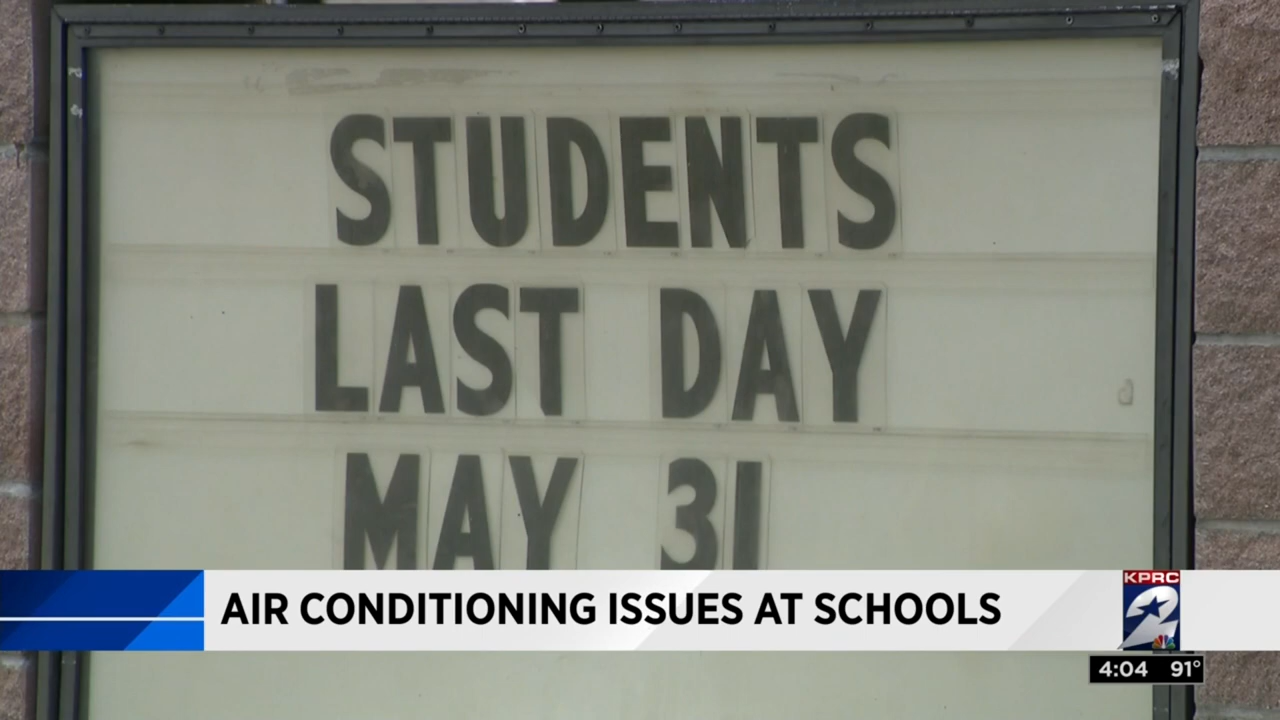 STUDENTS
LAST DAY
MAY 31
AIR CONDITIONING ISSUES AT SCHOOLS
KPRC
2
4:04 91°